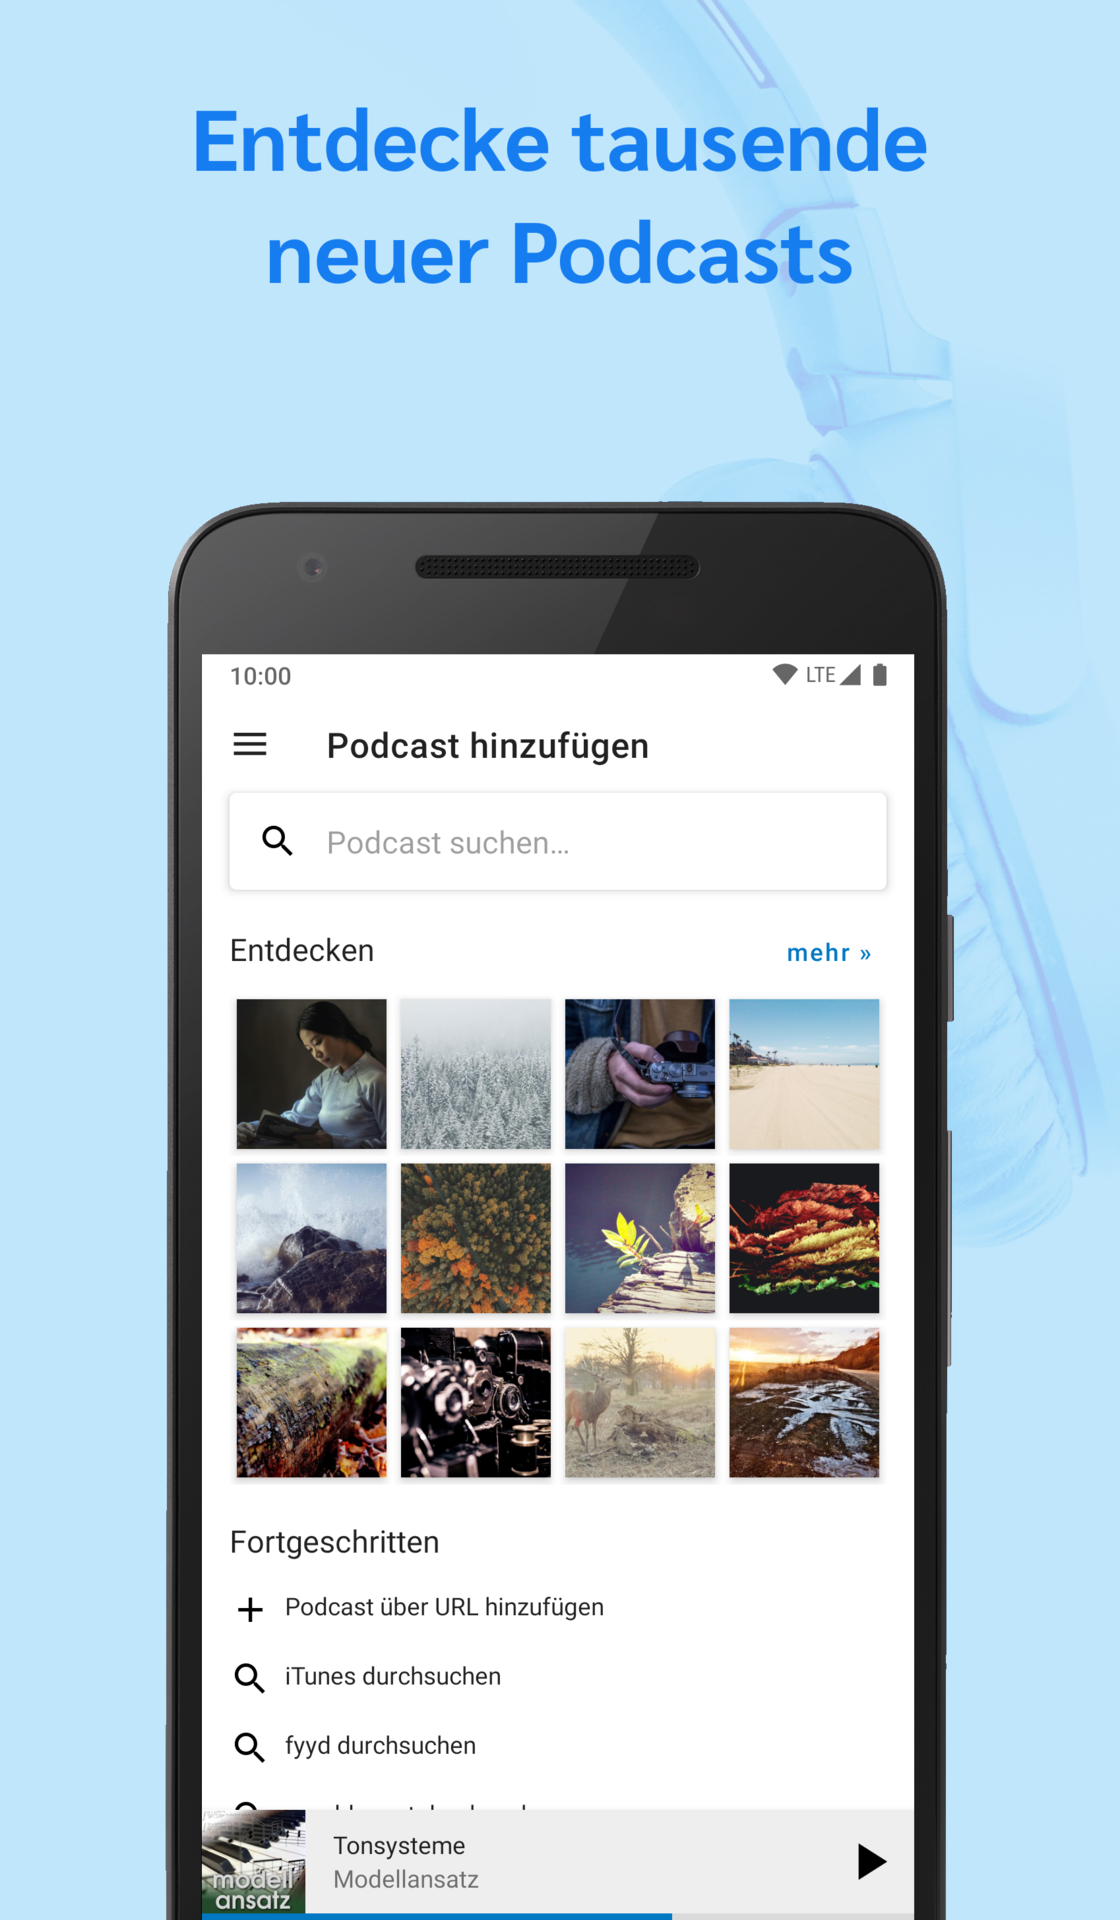 Entdecke tausende
neuer Podcasts
10:00
LTE
Podcast hinzufügen
Podcast suchen...
Entdecken
mehr »
Fortgeschritten
Podcast über URL hinzufügen
iTunes durchsuchen
fyyd durchsuchen
Tonsysteme
Modellansatz
modell
ansatz